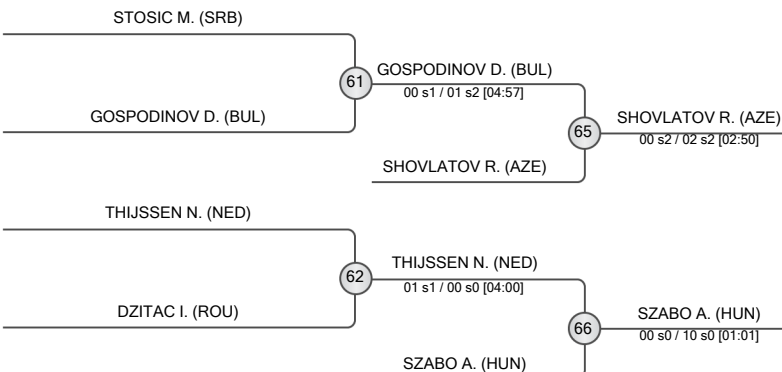 STOSIC M. (SRB)
61
GOSPODINOV D. (BUL)
00 s1 / 01 s2 [04:57]
GOSPODINOV D. (BUL)
65
SHOVLATOV R. (AZE)
00 s2 / 02 s2 [02:50]
SHOVLATOV R. (AZE)
THIJSSEN N. (NED)
62
THIJSSEN N. (NED)
01 s1 / 00 s0 [04:00]
DZITAC I. (ROU)
66
SZABO A. (HUN)
00 s0 / 10 s0 [01:01]
SZABO A. (HUN)